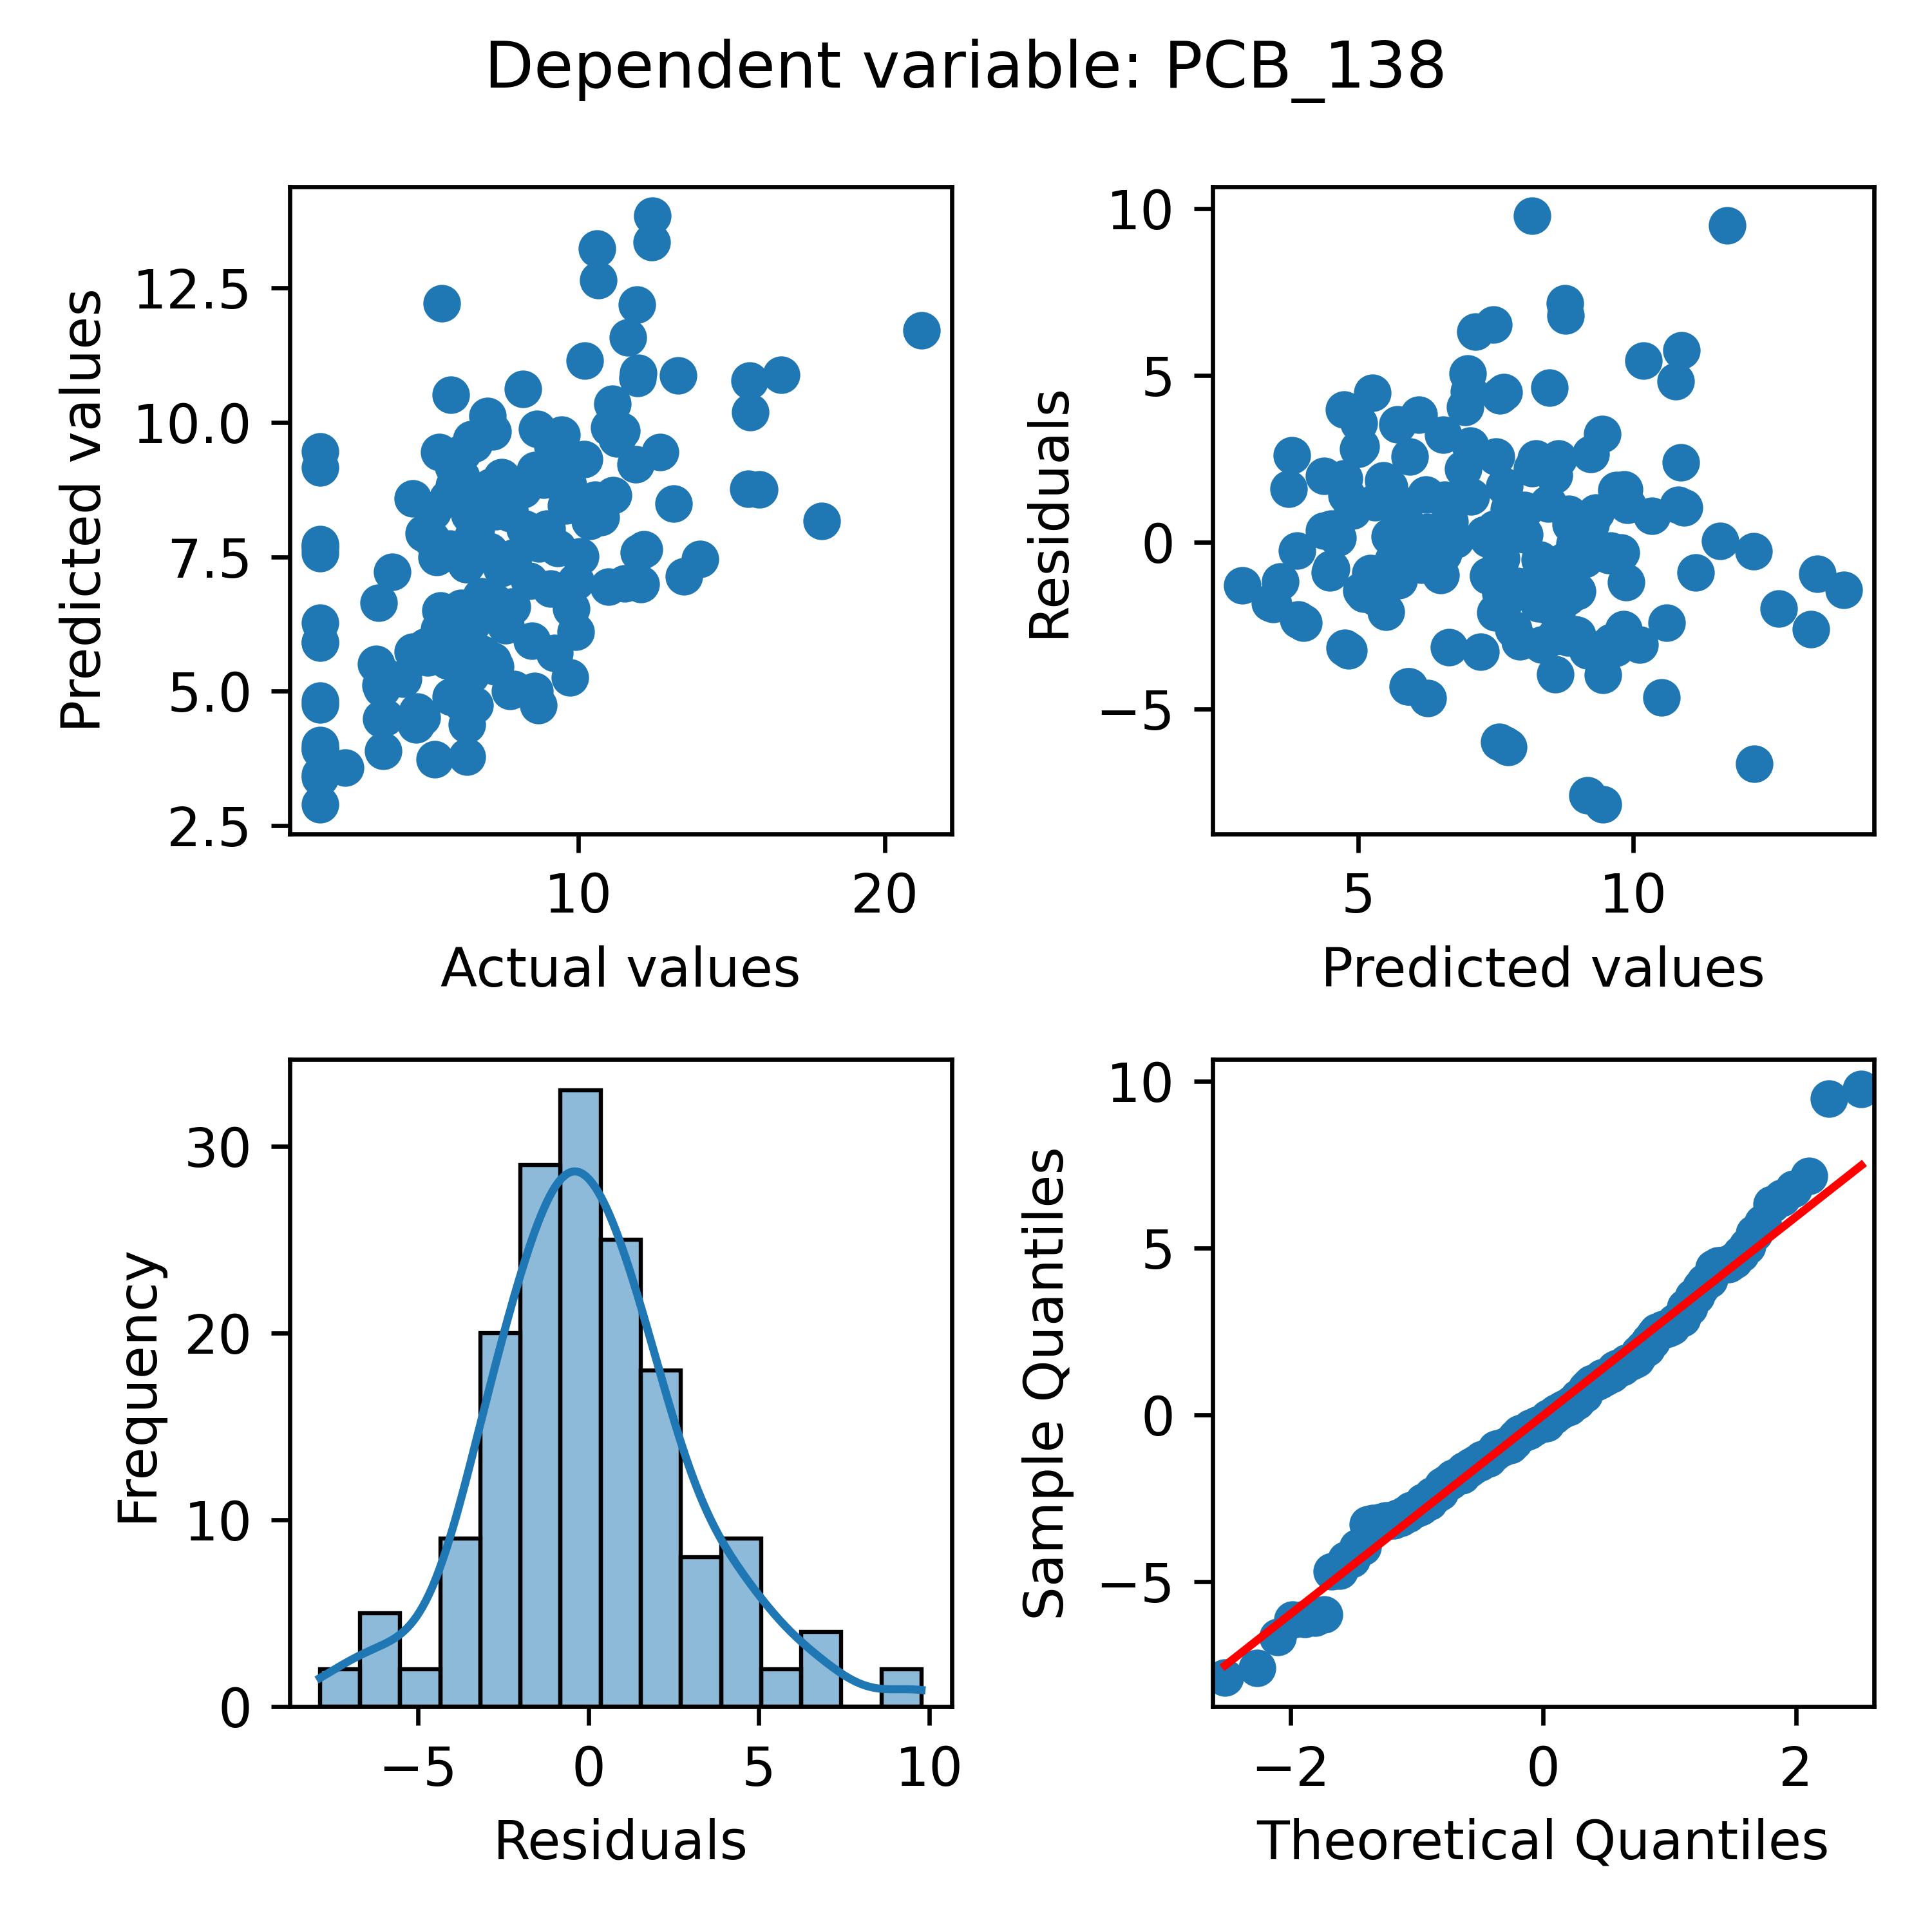 Dependent variable: PCB_138
12.5
10.0
7.5
5.0
2.5
Predicted values
10 20
Actual values
10
5
0
−5
Residuals
5 10
Predicted values
30
20
10
0
Frequency
−5 0 5 10
Residuals
10
5
0
−5
Sample Quantiles
−2 0 2
Theoretical Quantiles